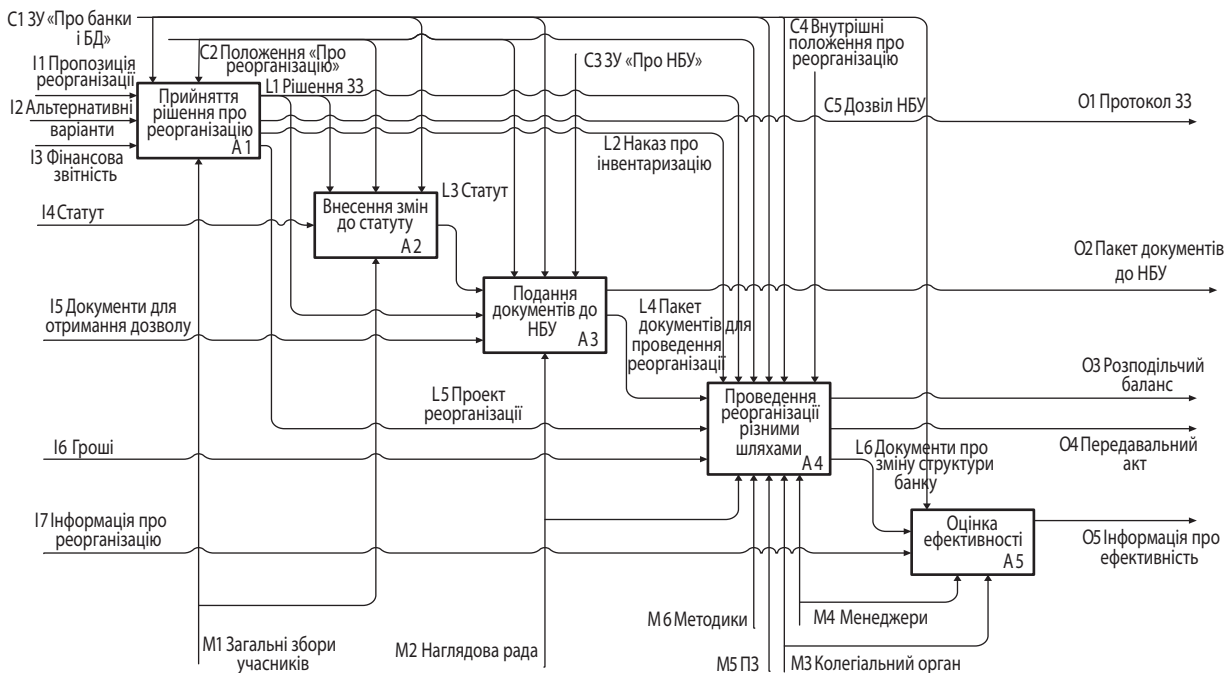 С1 ЗУ «Про банки
і БД»
С2 Положення «Про
реорганізацію»
С3 ЗУ «Про НБУ»
С4 Внутрішні
положення про
реорганізацію
С5 Дозвіл НБУ
І1 Пропозиція
реорганізації
І2 Альтернативні
варіанти
І3 Фінансова
звітність
Прийняття
рішення про
реорганізацію
А 1
L1 Рішення ЗЗ
L2 Наказ про
інвентаризацію
О1 Протокол ЗЗ
І4 Статут
Внесення змін
до статуту
А 2
L3 Статут
О2 Пакет документів
до НБУ
І5 Документи для
отримання дозволу
Подання
документів до
НБУ
А 3
L4 Пакет
документів для
проведення
реорганізації
L5 Проект
реорганізації
О3 Розподільчий
баланс
І6 Гроші
Проведення
реорганізації
різними
шляхами
А 4
О4 Передавальний
акт
L6 Документи про
зміну структури
банку
І7 Інформація про
реорганізацію
Оцінка
ефективності
А 5
О5 Інформація про
ефективність
М1 Загальні збори
учасників
М2 Наглядова рада
М 6 Методики
М5 ПЗ
М4 Менеджери
М3 Колегіальний орган